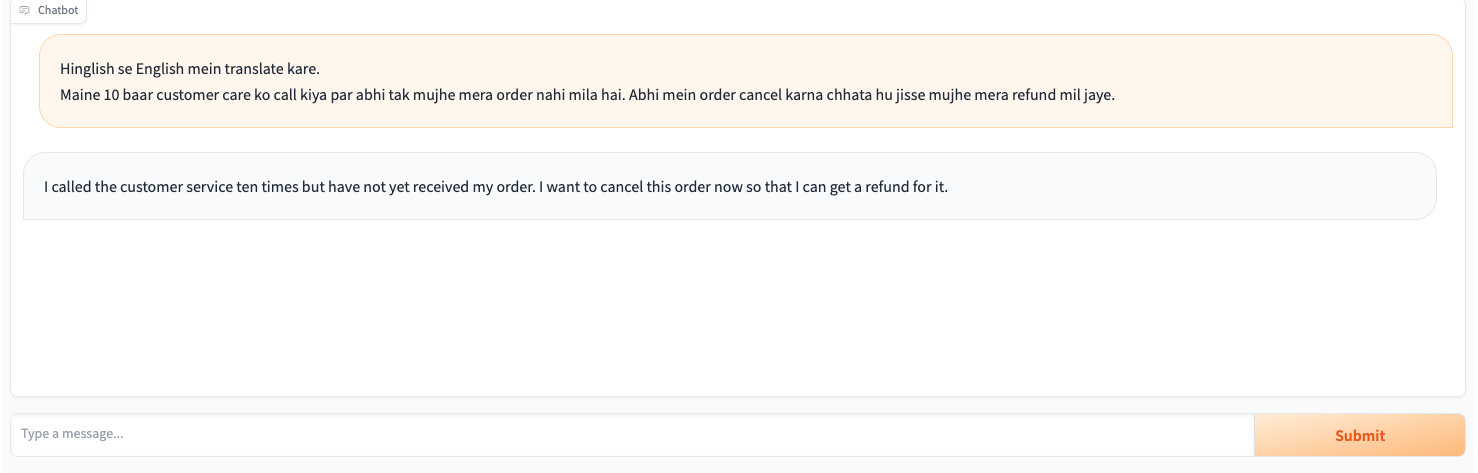 Chatbot
Hinglish se English mein translate kare.
Maine 10 baar customer care ko call kiya par abhi tak mujhe mera order nahi mila hai. Abhi mein order cancel karna chhata hu jisse mujhe mera refund mil jaye.
I called the customer service ten times but have not yet received my order. I want to cancel this order now so that I can get a refund for it.
Type a message...
Submit